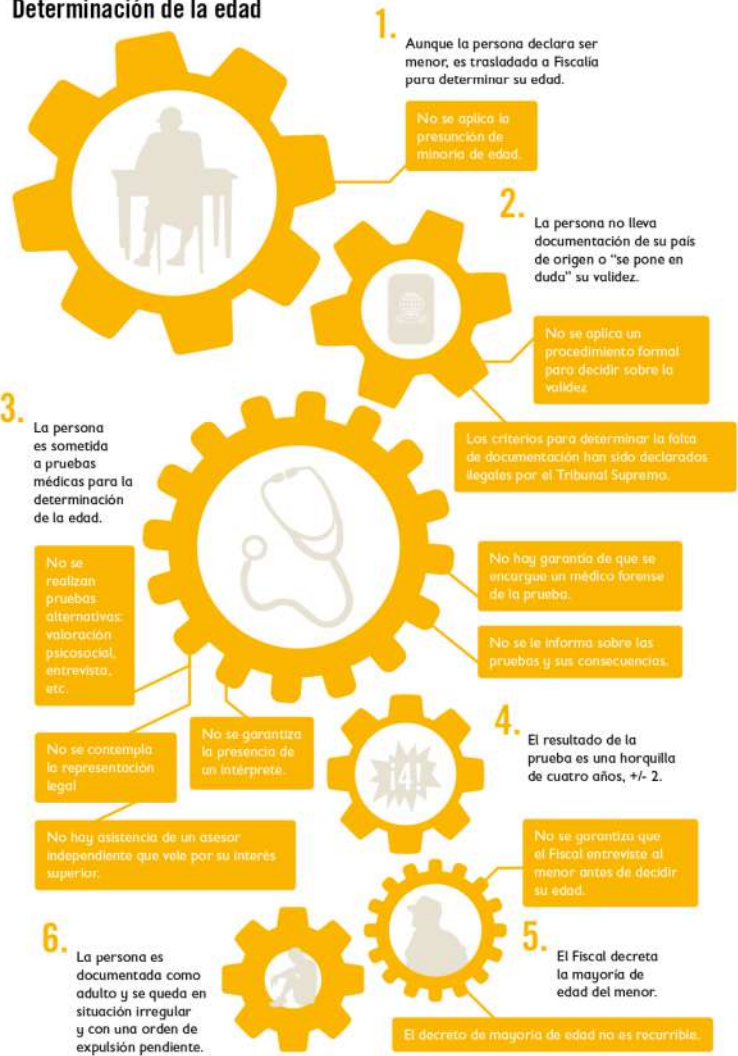 Determinación de la edad
1.
Aunque la persona declara ser
menor, es trasladada a Fiscalía
para determinar su edad.
No se aplica la
presunción de
minoría de edad.
2.
La persona no lleva
documentación de su país
de origen o “se pone en
duda” su validez.
No se aplica un
procedimiento formal
para decidir sobre la
validez
Los criterios para determinar la falta
de documentación han sido declarados
ilegales por el Tribunal Supremo.
3.
La persona
es sometida
a pruebas
médicas para la
determinación
de la edad.
No se
realizan
pruebas
alternativas:
valoración
psicosocial,
entrevista,
etc.
No hay garantía de que se
encargue un médico forense
de la prueba.
No se le informa sobre las
pruebas y sus consecuencias.
No se contempla
la representación
legal
No se garantiza
la presencia de
un intérprete.
No hay asistencia de un asesor
independiente que vele por su interés
superior.
4.
El resultado de la
prueba es una horquilla
de cuatro años, +/- 2.
¡4!
No se garantiza que
el Fiscal entreviste al
menor antes de decidir
su edad.
5.
El Fiscal decreta
la mayoría de
edad del menor.
El decreto de mayoría de edad no es recurrible.
6.
La persona es
documentada como
adulto y se queda en
situación irregular
y con una orden de
expulsión pendiente.